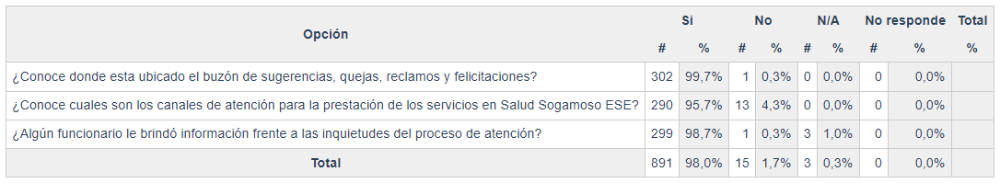 Opción Si No N/A No responde Total
# % # % # % # % %
¿Conoce donde esta ubicado el buzón de sugerencias, quejas, reclamos y felicitaciones? 302 99,7% 1 0,3% 0 0,0% 0 0,0%
¿Conoce cuales son los canales de atención para la prestación de los servicios en Salud Sogamoso ESE? 290 95,7% 13 4,3% 0 0,0% 0 0,0%
¿Algún funcionario le brindó información frente a las inquietudes del proceso de atención? 299 98,7% 1 0,3% 3 1,0% 0 0,0%
Total 891 98,0% 15 1,7% 3 0,3% 0 0,0%